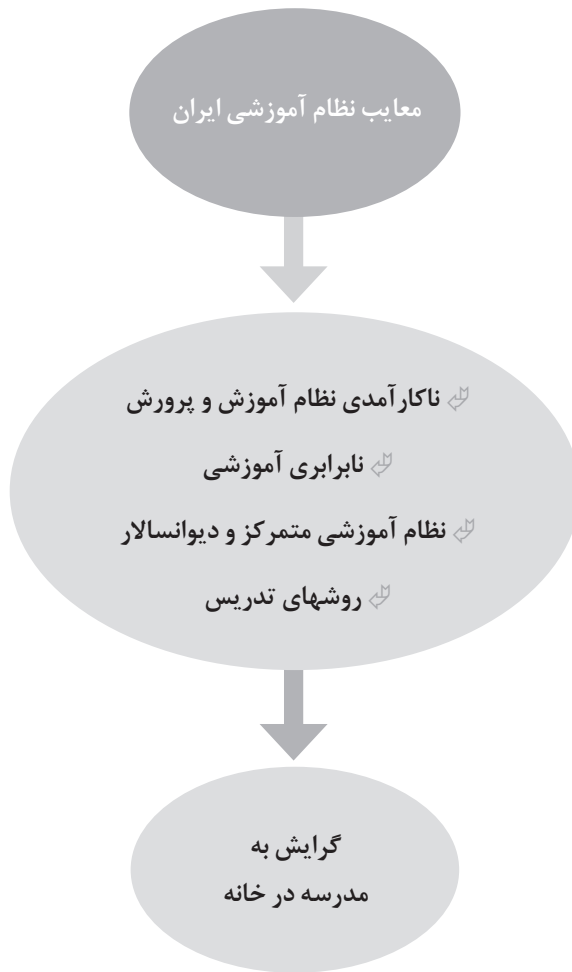 معایب نظام آموزشی ایران
ناکارآمدی نظام آموزش و پرورش
نابرابری آموزشی
نظام آموزشی متمرکز و دیوانسالار
روشهای تدریس
گرایش به
مدرسه در خانه